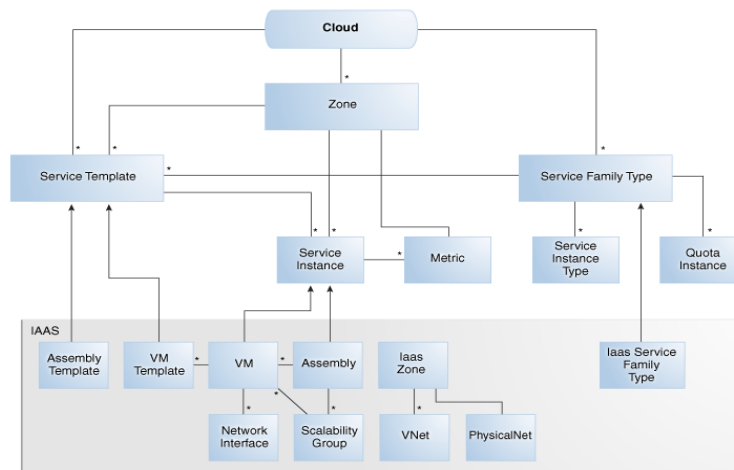 Cloud
*
Zone
*
*
*
*
Service Template
Service Family Type
*
*
*
*
Service
Instance
*
Metric
Service
Instance
Type
Quota
Instance
IAAS
Assembly
Template
VM
Template
*
VM
*
Assembly
Iaas
Zone
Iaas Service
Family
Type
*
*
*
*
Network
Interface
Scalability
Group
VNet
PhysicalNet